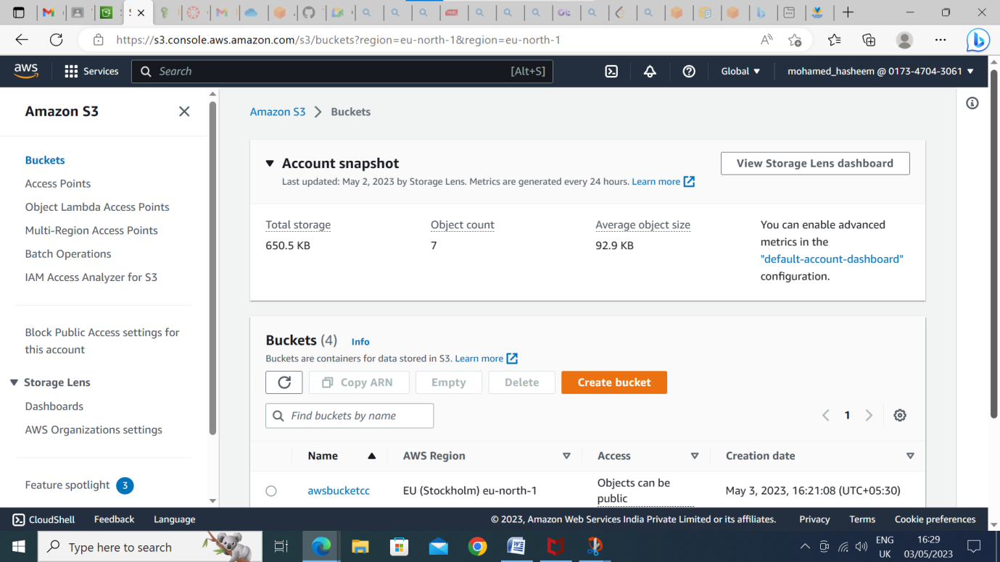 https://s3.console.aws.amazon.com/s3/buckets?region=eu-north-1&region=eu-north-1
aws
Services
Search
[Alt+S]
Global
mohamed_hasheem @ 0173-4704-3061
Amazon S3
Buckets
Access Points
Object Lambda Access Points
Multi-Region Access Points
Batch Operations
IAM Access Analyzer for S3
Block Public Access settings for
this account
Storage Lens
Dashboards
AWS Organizations settings
Feature spotlight 3
Amazon S3 > Buckets
Account snapshot
Last updated: May 2, 2023 by Storage Lens. Metrics are generated every 24 hours. Learn more
View Storage Lens dashboard
Total storage
650.5 KB
Object count
7
Average object size
92.9 KB
You can enable advanced
metrics in the
"default-account-dashboard"
configuration.
Buckets (4) Info
Buckets are containers for data stored in S3. Learn more
Copy ARN
Empty
Delete
Create bucket
Find buckets by name
1
Name
AWS Region
Access
Creation date
awsbucketcc
EU (Stockholm) eu-north-1
Objects can be
public
May 3, 2023, 16:21:08 (UTC+05:30)
CloudShell
Feedback
Language
© 2023, Amazon Web Services India Private Limited or its affiliates.
Privacy
Terms
Cookie preferences
Type here to search
ENG
UK
16:29
03/05/2023